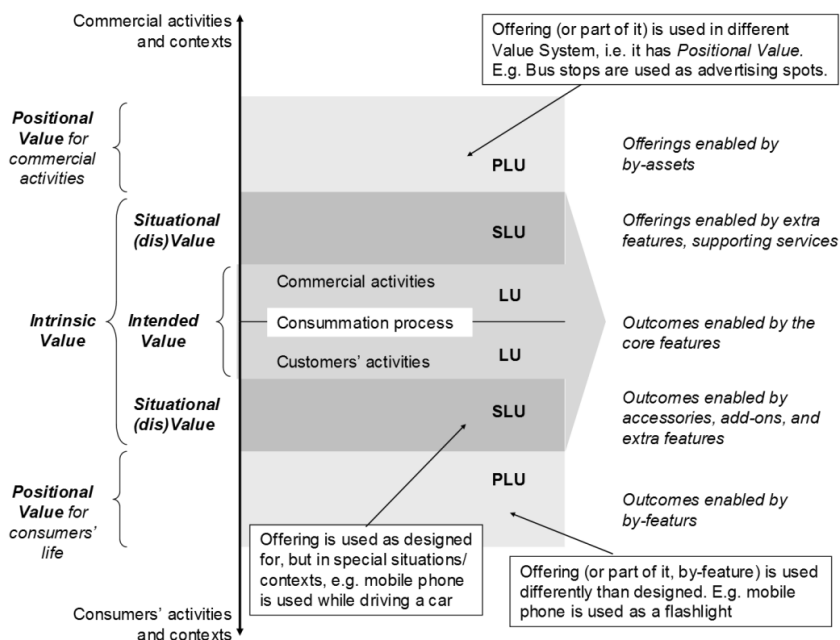 Commercial activities
and contexts
Offering (or part of it) is used in different
Value System, i.e. it has Positional Value.
E.g. Bus stops are used as advertising spots.
Positional
Value for
commercial
activities
PLU
Offerings enabled by
by-assets
Situational
(dis)Value
SLU
Offerings enabled by extra
features, supporting services
Commercial activities
LU
Intrinsic
Value
Intended
Value
Consummation process
Outcomes enabled by the
core features
Customers' activities
LU
Situational
(dis)Value
SLU
Outcomes enabled by
accessories, add-ons, and
extra features
Positional
Value for
consumers'
life
PLU
Outcomes enabled by
by-featurs
Offering is used as designed
for, but in special situations/
contexts, e.g. mobile phone
is used while driving a car
Offering (or part of it, by-feature) is used
differently than designed. E.g. mobile
phone is used as a flashlight
Consumers' activities
and contexts